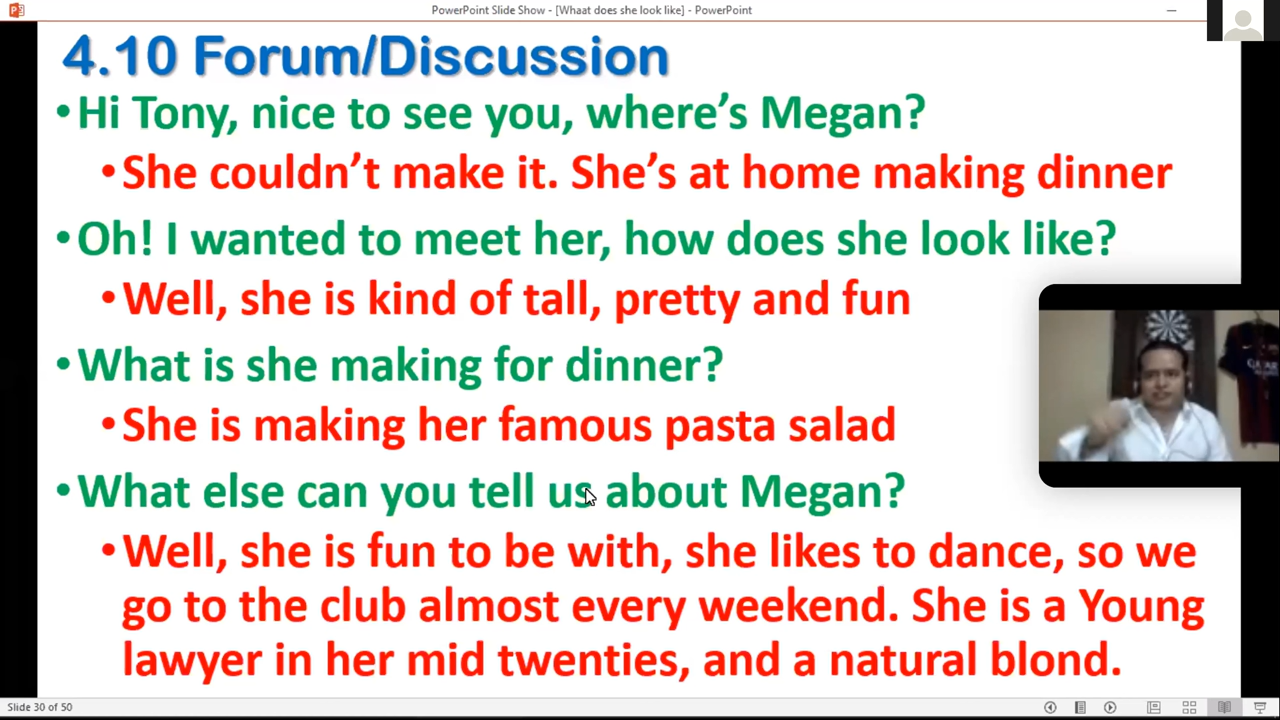 PowerPoint Slide Show - [Whaat does she look like] - PowerPoint
4.10 Forum/Discussion
•Hi Tony, nice to see you, where’s Megan?
•She couldn’t make it. She’s at home making dinner
•Oh! I wanted to meet her, how does she look like?
•Well, she is kind of tall, pretty and fun
•What is she making for dinner?
•She is making her famous pasta salad
•What else can you tell us about Megan?
•Well, she is fun to be with, she likes to dance, so we
go to the club almost every weekend. She is a Young
lawyer in her mid twenties, and a natural blond.
QATAR
Slide 30 of 50